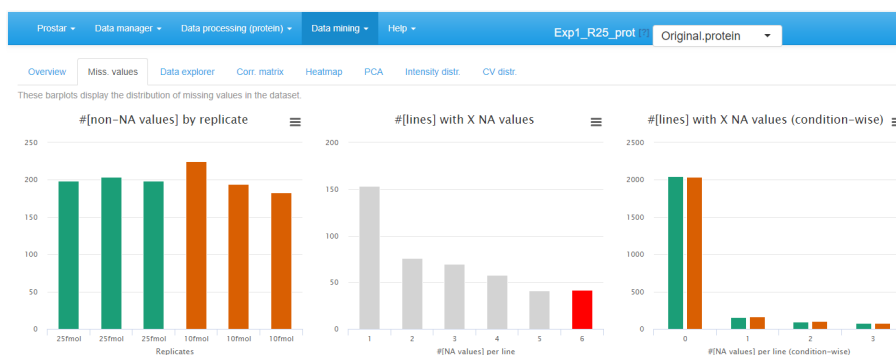 Prostar Data manager Data processing (protein) Data mining Help Exp1_R25_prot [?] Original.protein
Overview Miss. values Data explorer Corr. matrix Heatmap PCA Intensity distr. CV distr.
These barplots display the distribution of missing values in the dataset.
#[non-NA values] by replicate
250
200
150
100
50
0
25fmol 25fmol 25fmol 10fmol 10fmol 10fmol
Replicates
#[lines] with X NA values
200
150
100
50
0
1 2 3 4 5 6
#[NA values] per line
#[lines] with X NA values (condition-wise)
2500
2000
1500
1000
500
0
0 1 2 3
#[NA values] per line (condition-wise)